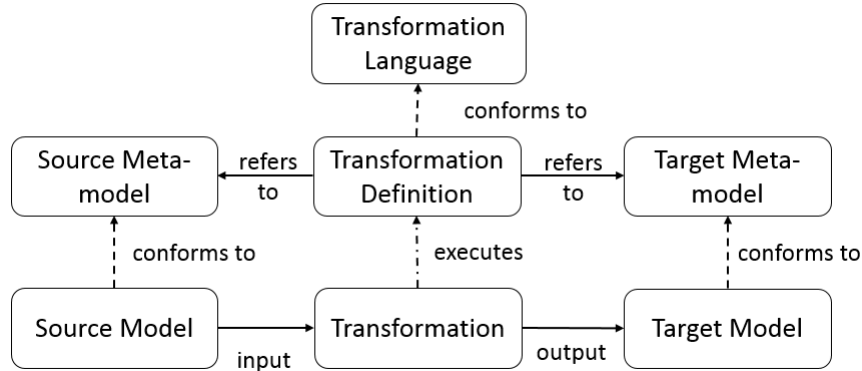 Transformation
Language
conforms to
Source Meta-
model
refers
to
Transformation
Definition
refers
to
Target Meta-
model
conforms to
executes
conforms to
Source Model
input
Transformation
output
Target Model